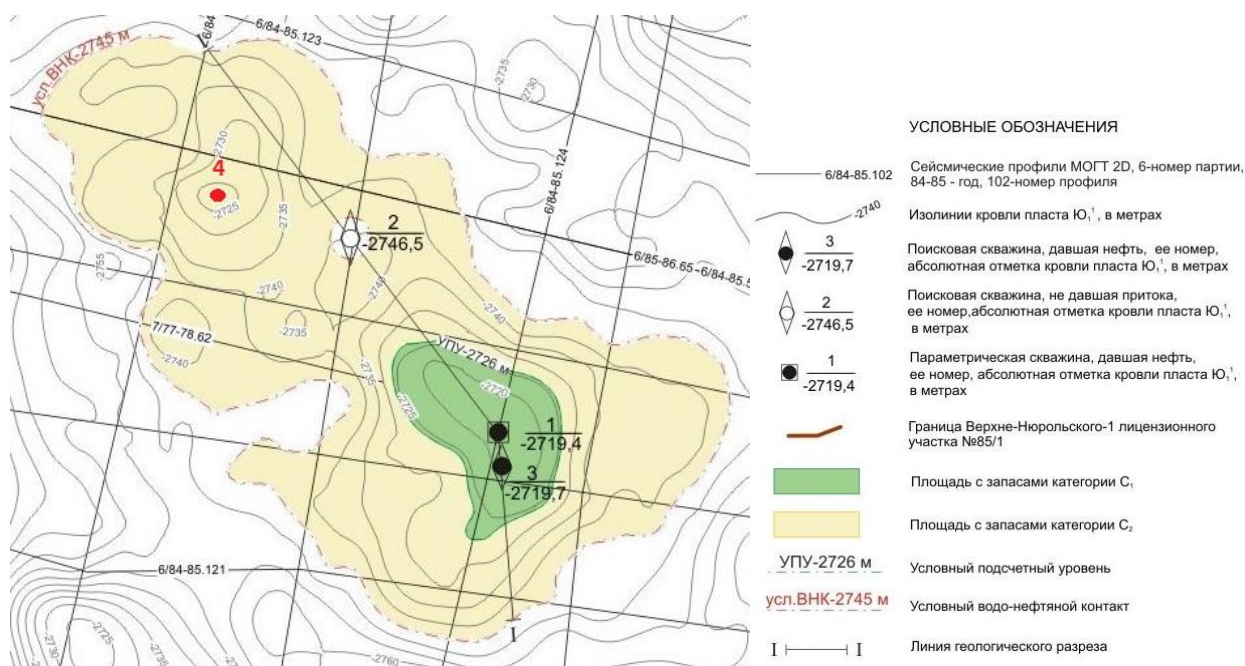 усл.ВНК-2745 м
6/84-85.123
-2735
-2730
-2730
4
-2725
-2735
2
-2746,5
6/84-85.124
6/85-86.65
-2755
-2740
-2740
-2735
-2740
7/77-78.62
-2740
УПУ-2726 м
-2735
-2725
-2720
1
-2719,4
3
-2719,7
6/84-85.121
-2725
-2730
-2735
-2760
I
УСЛОВНЫЕ ОБОЗНАЧЕНИЯ
6/84-85.102
Сейсмические профили МОГТ 2D, 6-номер партии,
84-85 - год, 102-номер профиля
-2740
Изолинии кровли пласта Ю₁¹, в метрах
3
-2719,7
Поисковая скважина, давшая нефть, ее номер,
абсолютная отметка кровли пласта Ю₁¹, в метрах
2
-2746,5
Поисковая скважина, не давшая притока,
ее номер,абсолютная отметка кровли пласта Ю₁¹,
в метрах
1
-2719,4
Параметрическая скважина, давшая нефть,
ее номер, абсолютная отметка кровли пласта Ю₁¹,
в метрах
Граница Верхне-Нюрольского-1 лицензионного
участка №85/1
Площадь с запасами категории С₁
Площадь с запасами категории С₂
УПУ-2726 м
Условный подсчетный уровень
усл.ВНК-2745 м
Условный водо-нефтяной контакт
I I
Линия геологического разреза